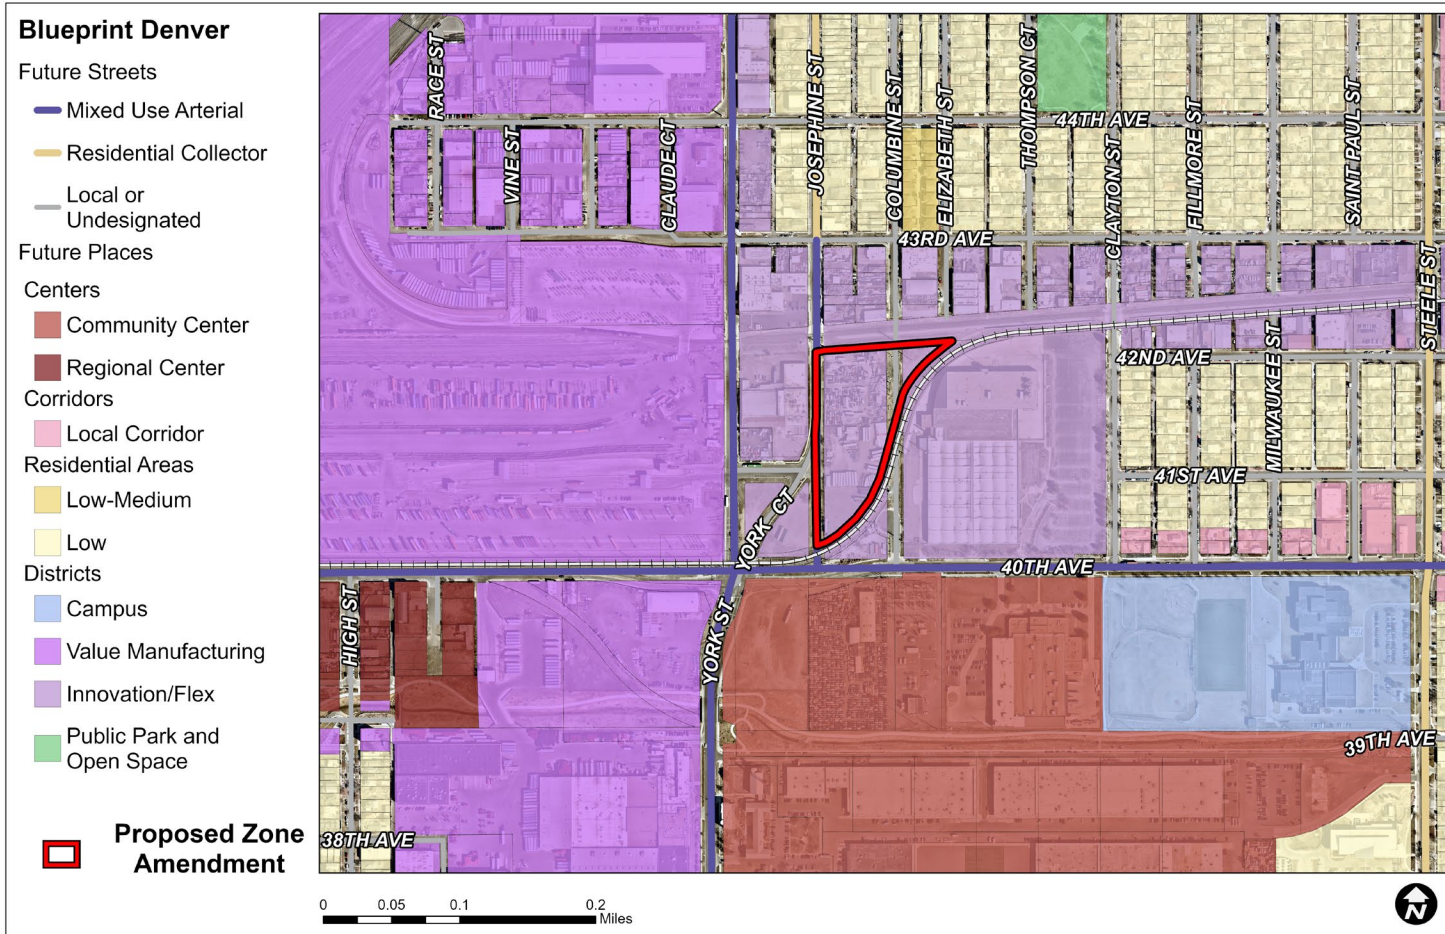 Blueprint Denver
Future Streets
Mixed Use Arterial
Residential Collector
Local or
Undesignated
Future Places
Centers
Community Center
Regional Center
Corridors
Local Corridor
Residential Areas
Low-Medium
Low
Districts
Campus
Value Manufacturing
Innovation/Flex
Public Park and
Open Space
Proposed Zone
Amendment
RACE ST
VINE ST
CLAUDE CT
JOSEPHINE ST
COLUMBINE ST
ELIZABETH ST
THOMPSON CT
44TH AVE
CLAYTON ST
FILLMORE ST
SAINT PAUL ST
43RD AVE
STEELE ST
42ND AVE
MILWAUKEE ST
41ST AVE
YORK CT
40TH AVE
HIGH ST
YORK ST
39TH AVE
38TH AVE
0 0.05 0.1 0.2
Miles
N